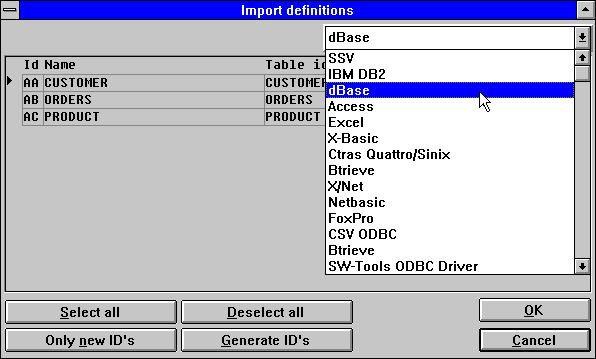 Import definitions
dBase
Id Name Table id
AA CUSTOMER CUSTOMER
AB ORDERS ORDERS
AC PRODUCT PRODUCT
SSV
IBM DB2
dBase
Access
Excel
X-Basic
Ctras Quattro/Sinix
Btrieve
X/Net
Netbasic
FoxPro
CSV ODBC
Btrieve
SW-Tools ODBC Driver
Select all Deselect all OK
Only new ID's Generate ID's Cancel